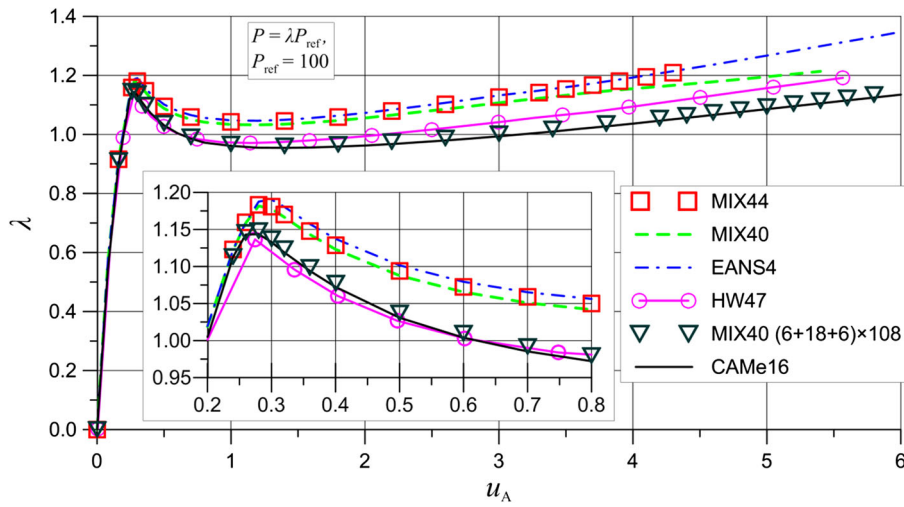 1.4
1.2
1.0
0.8
0.6
0.4
0.2
0.0
λ
P = λP_ref,
P_ref = 100
1.20
1.15
1.10
1.05
1.00
0.95
0.2 0.3 0.4 0.5 0.6 0.7 0.8
MIX44
MIX40
EANS4
HW47
MIX40 (6+18+6)×108
CAMe16
0 1 2 3 4 5 6
u_A